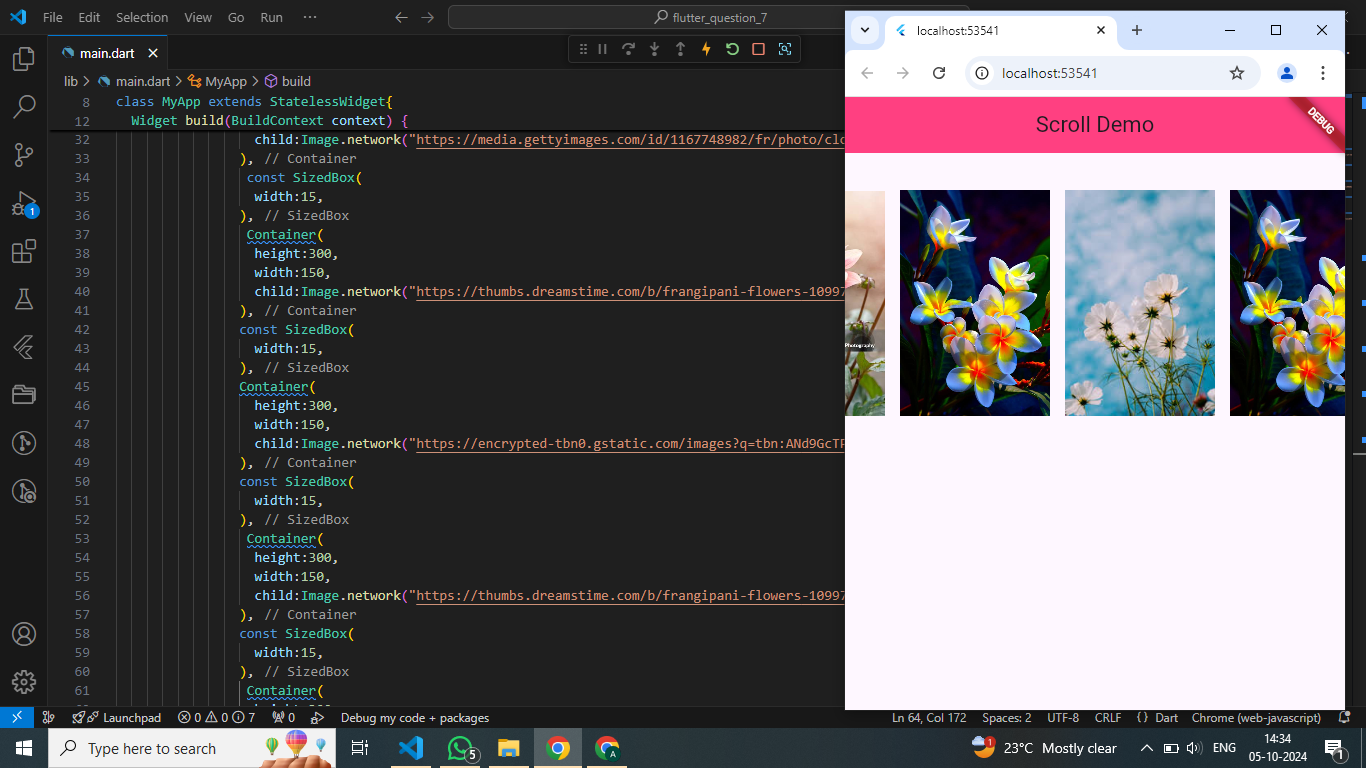 File Edit Selection View Go Run ···
flutter_question_7
main.dart
lib > main.dart > MyApp > build
8 class MyApp extends StatelessWidget{
12 Widget build(BuildContext context) {
32 child:Image.network("https://media.gettyimages.com/id/1167748982/fr/photo/clo
33 ), // Container
34 const SizedBox(
35 width:15,
36 ), // SizedBox
37 Container(
38 height:300,
39 width:150,
40 child:Image.network("https://thumbs.dreamstime.com/b/frangipani-flowers-10997
41 ), // Container
42 const SizedBox(
43 width:15,
44 ), // SizedBox
45 Container(
46 height:300,
47 width:150,
48 child:Image.network("https://encrypted-tbn0.gstatic.com/images?q=tbn:ANd9GcTP
49 ), // Container
50 const SizedBox(
51 width:15,
52 ), // SizedBox
53 Container(
54 height:300,
55 width:150,
56 child:Image.network("https://thumbs.dreamstime.com/b/frangipani-flowers-10997
57 ), // Container
58 const SizedBox(
59 width:15,
60 ), // SizedBox
61 Container(
1
localhost:53541
localhost:53541
Scroll Demo
DEBUG
Photography
Launchpad 0 0 7 0 Debug my code + packages
Ln 64, Col 172 Spaces: 2 UTF-8 CRLF {} Dart Chrome (web-javascript)
Type here to search
5
A
1
23°C Mostly clear
ENG
14:34
05-10-2024
1